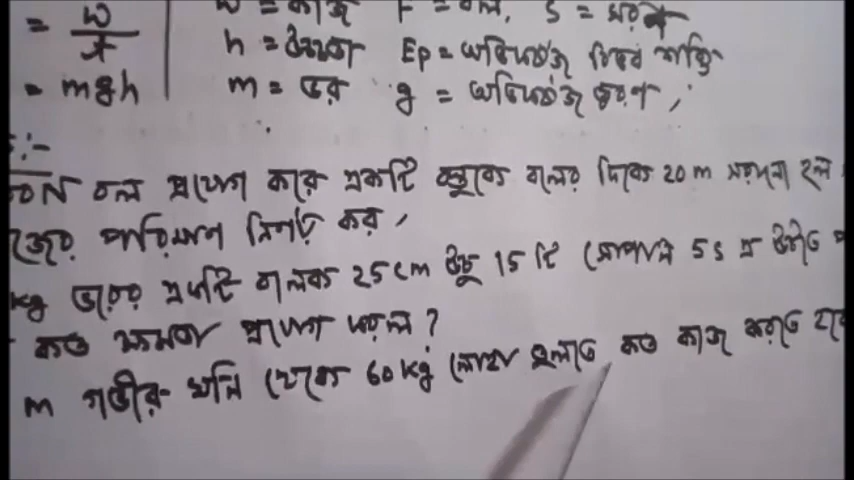 = W/F W = কাজ F = বল, S = সরণ
h = উচ্চতা Ep = অভিকর্ষজ বিভব শক্তি
= mgh m = ভর g = অভিকর্ষজ ত্বরণ,
:-
N বল প্রয়োগ করে একটি বস্তুকে বলের দিকে 20 m সরানো হল
পরিমাণ নির্ণয় কর,
kg ভরের একটি বালক 25 cm উঁচু 15 টি সোপান 5s এ উঠতে
কত ক্ষমতা প্রয়োগ করল?
m গভীর খনি থেকে 60 kg লোহা তুলতে কত কাজ করতে হবে